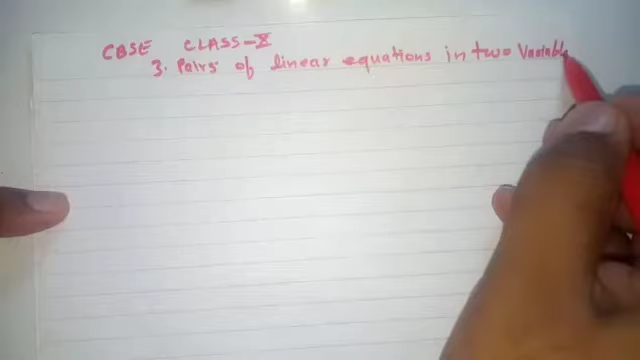 CBSE CLASS-X
3. Pairs of linear equations in two Variable